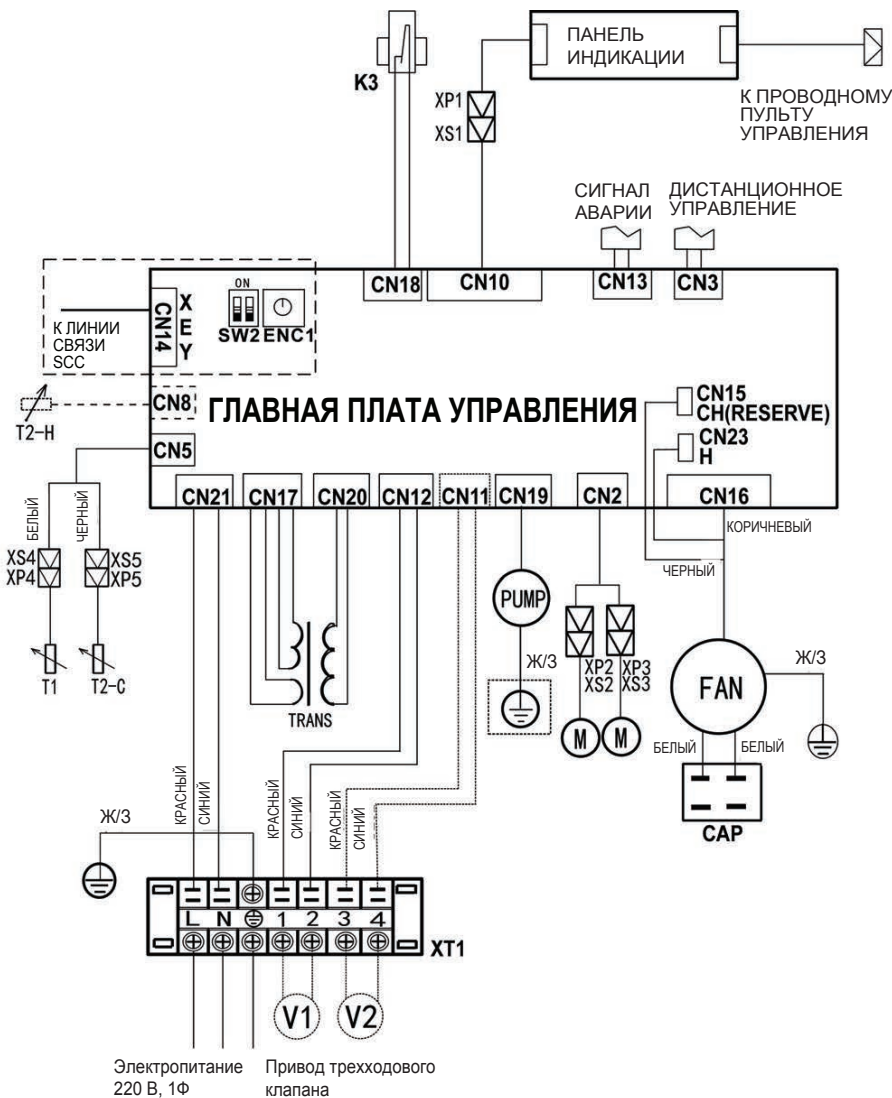 ПАНЕЛЬ
ИНДИКАЦИИ
K3
XP1
XS1
К ПРОВОДНОМУ
ПУЛЬТУ
УПРАВЛЕНИЯ
СИГНАЛ
АВАРИИ
ДИСТАНЦИОННОЕ
УПРАВЛЕНИЕ
CN18
CN10
CN13
CN3
ON
SW2
ENC1
CN14
X
E
Y
К ЛИНИИ
СВЯЗИ
SCC
CN8
ГЛАВНАЯ ПЛАТА УПРАВЛЕНИЯ
T2-H
CN5
CN15
CH(RESERVE)
CN23
H
CN21
CN17
CN20
CN12
CN11
CN19
CN2
CN16
БЕЛЫЙ
ЧЕРНЫЙ
КОРИЧНЕВЫЙ
ЧЕРНЫЙ
XS4
XP4
XS5
XP5
T1
T2-C
TRANS
PUMP
Ж/З
XP2
XS2
XP3
XS3
M
M
FAN
Ж/З
БЕЛЫЙ
БЕЛЫЙ
CAP
Ж/З
КРАСНЫЙ
СИНИЙ
КРАСНЫЙ
СИНИЙ
КРАСНЫЙ
СИНИЙ
L N 1 2 3 4
XT1
V1
V2
Электропитание
220 В, 1Ф
Привод трехходового
клапана